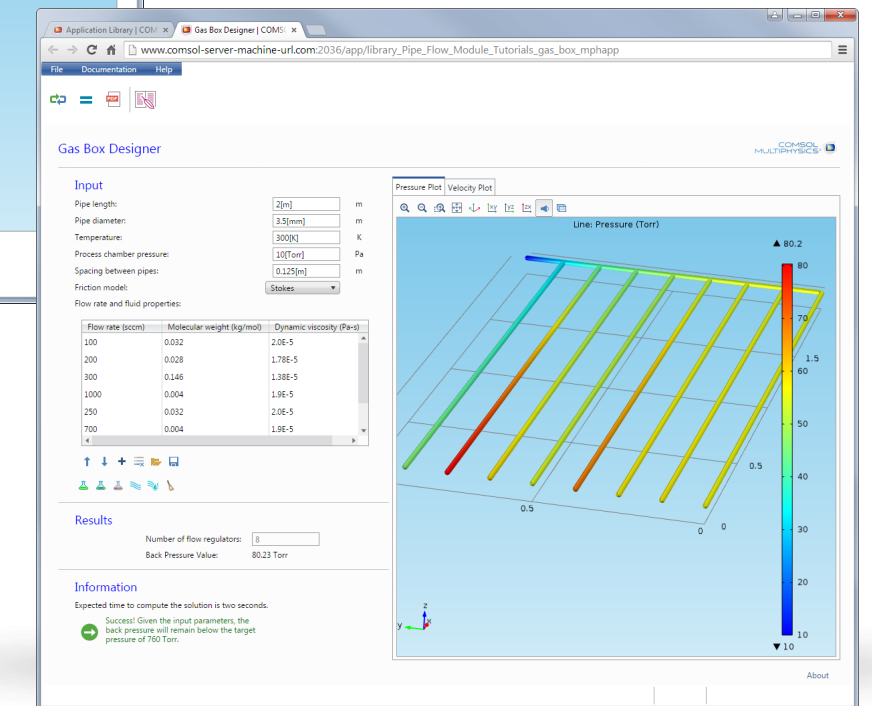 Application Library | COM
Gas Box Designer | COMS
www.comsol-server-machine-url.com:2036/app/library_Pipe_Flow_Module_Tutorials_gas_box_mphapp
File Documentation Help
Gas Box Designer
COMSOL
MULTIPHYSICS
Input
Pipe length: 2[m] m
Pipe diameter: 3.5[mm] m
Temperature: 300[K] K
Process chamber pressure: 10[Torr] Pa
Spacing between pipes: 0.125[m] m
Friction model: Stokes
Flow rate and fluid properties:
Flow rate (sccm) Molecular weight (kg/mol) Dynamic viscosity (Pa·s)
100 0.032 2.0E-5
200 0.028 1.78E-5
300 0.146 1.38E-5
1000 0.004 1.9E-5
250 0.032 2.0E-5
700 0.004 1.9E-5
Results
Number of flow regulators: 8
Back Pressure Value: 80.23 Torr
Information
Expected time to compute the solution is two seconds.
Success! Given the input parameters, the
back pressure will remain below the target
pressure of 760 Torr.
Pressure Plot Velocity Plot
xy yz zx
Line: Pressure (Torr)
▲ 80.2
80
70
60
50
40
30
20
10
▼ 10
1.5
0.5
0
0.5
0
z
y x
About